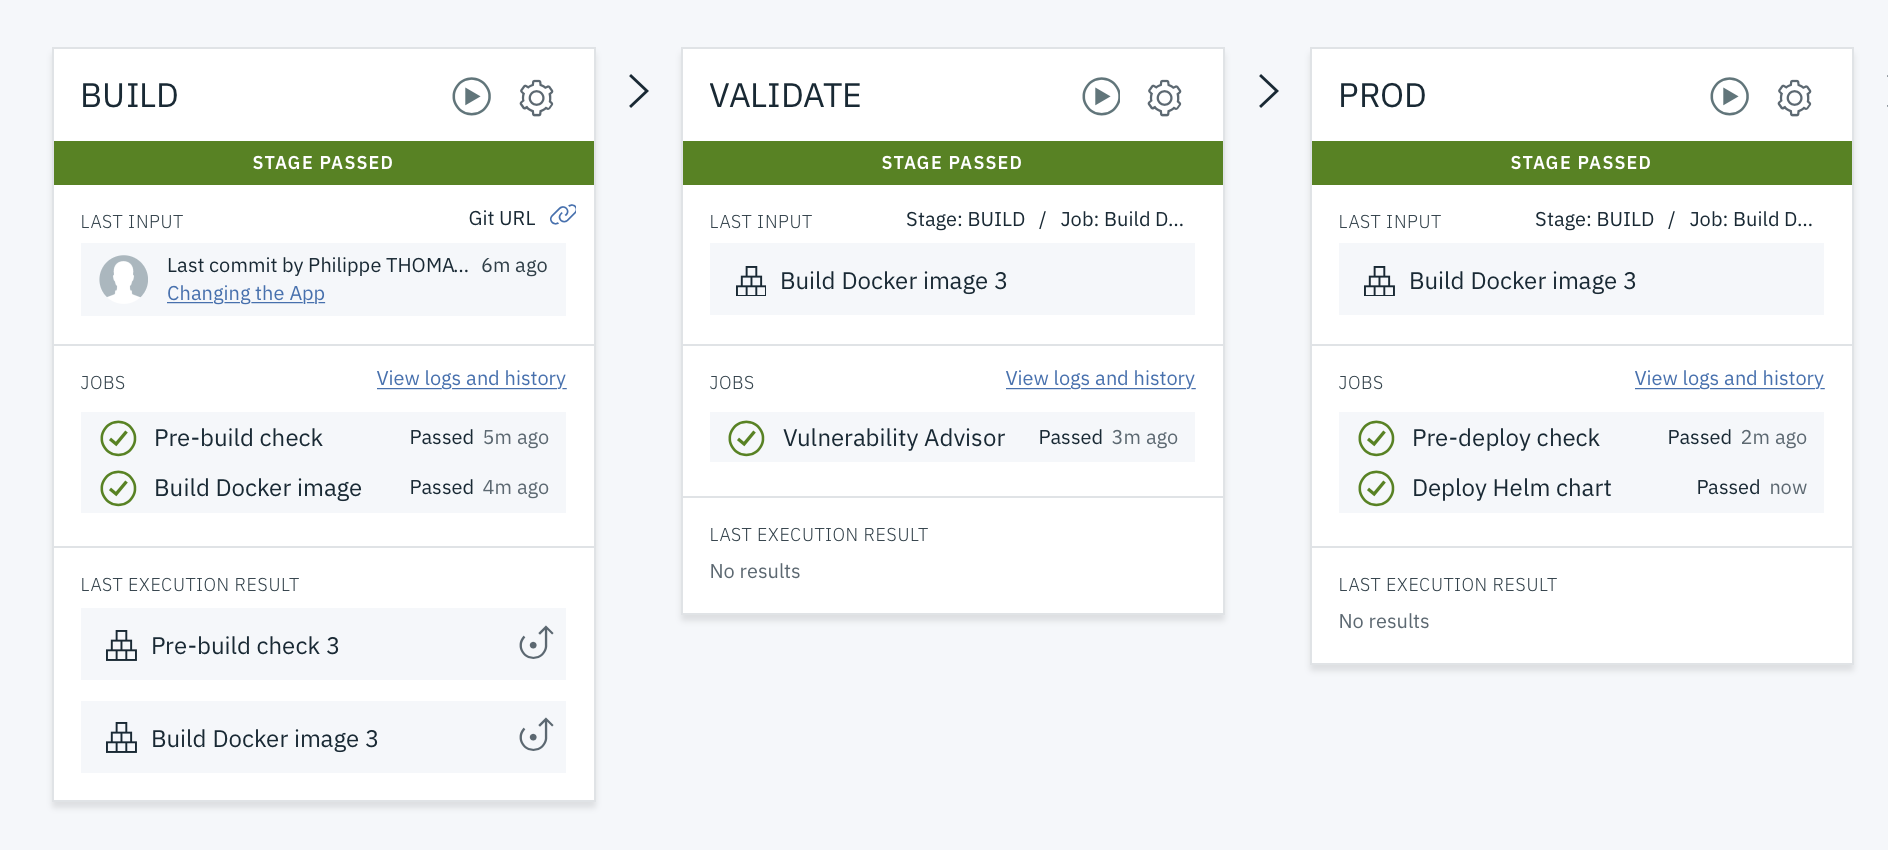 BUILD
STAGE PASSED
LAST INPUT
Git URL
Last commit by Philippe THOMA... 6m ago
Changing the App
JOBS
View logs and history
Pre-build check Passed 5m ago
Build Docker image Passed 4m ago
LAST EXECUTION RESULT
Pre-build check 3
Build Docker image 3
VALIDATE
STAGE PASSED
LAST INPUT
Stage: BUILD / Job: Build D...
Build Docker image 3
JOBS
View logs and history
Vulnerability Advisor Passed 3m ago
LAST EXECUTION RESULT
No results
PROD
STAGE PASSED
LAST INPUT
Stage: BUILD / Job: Build D...
Build Docker image 3
JOBS
View logs and history
Pre-deploy check Passed 2m ago
Deploy Helm chart Passed now
LAST EXECUTION RESULT
No results